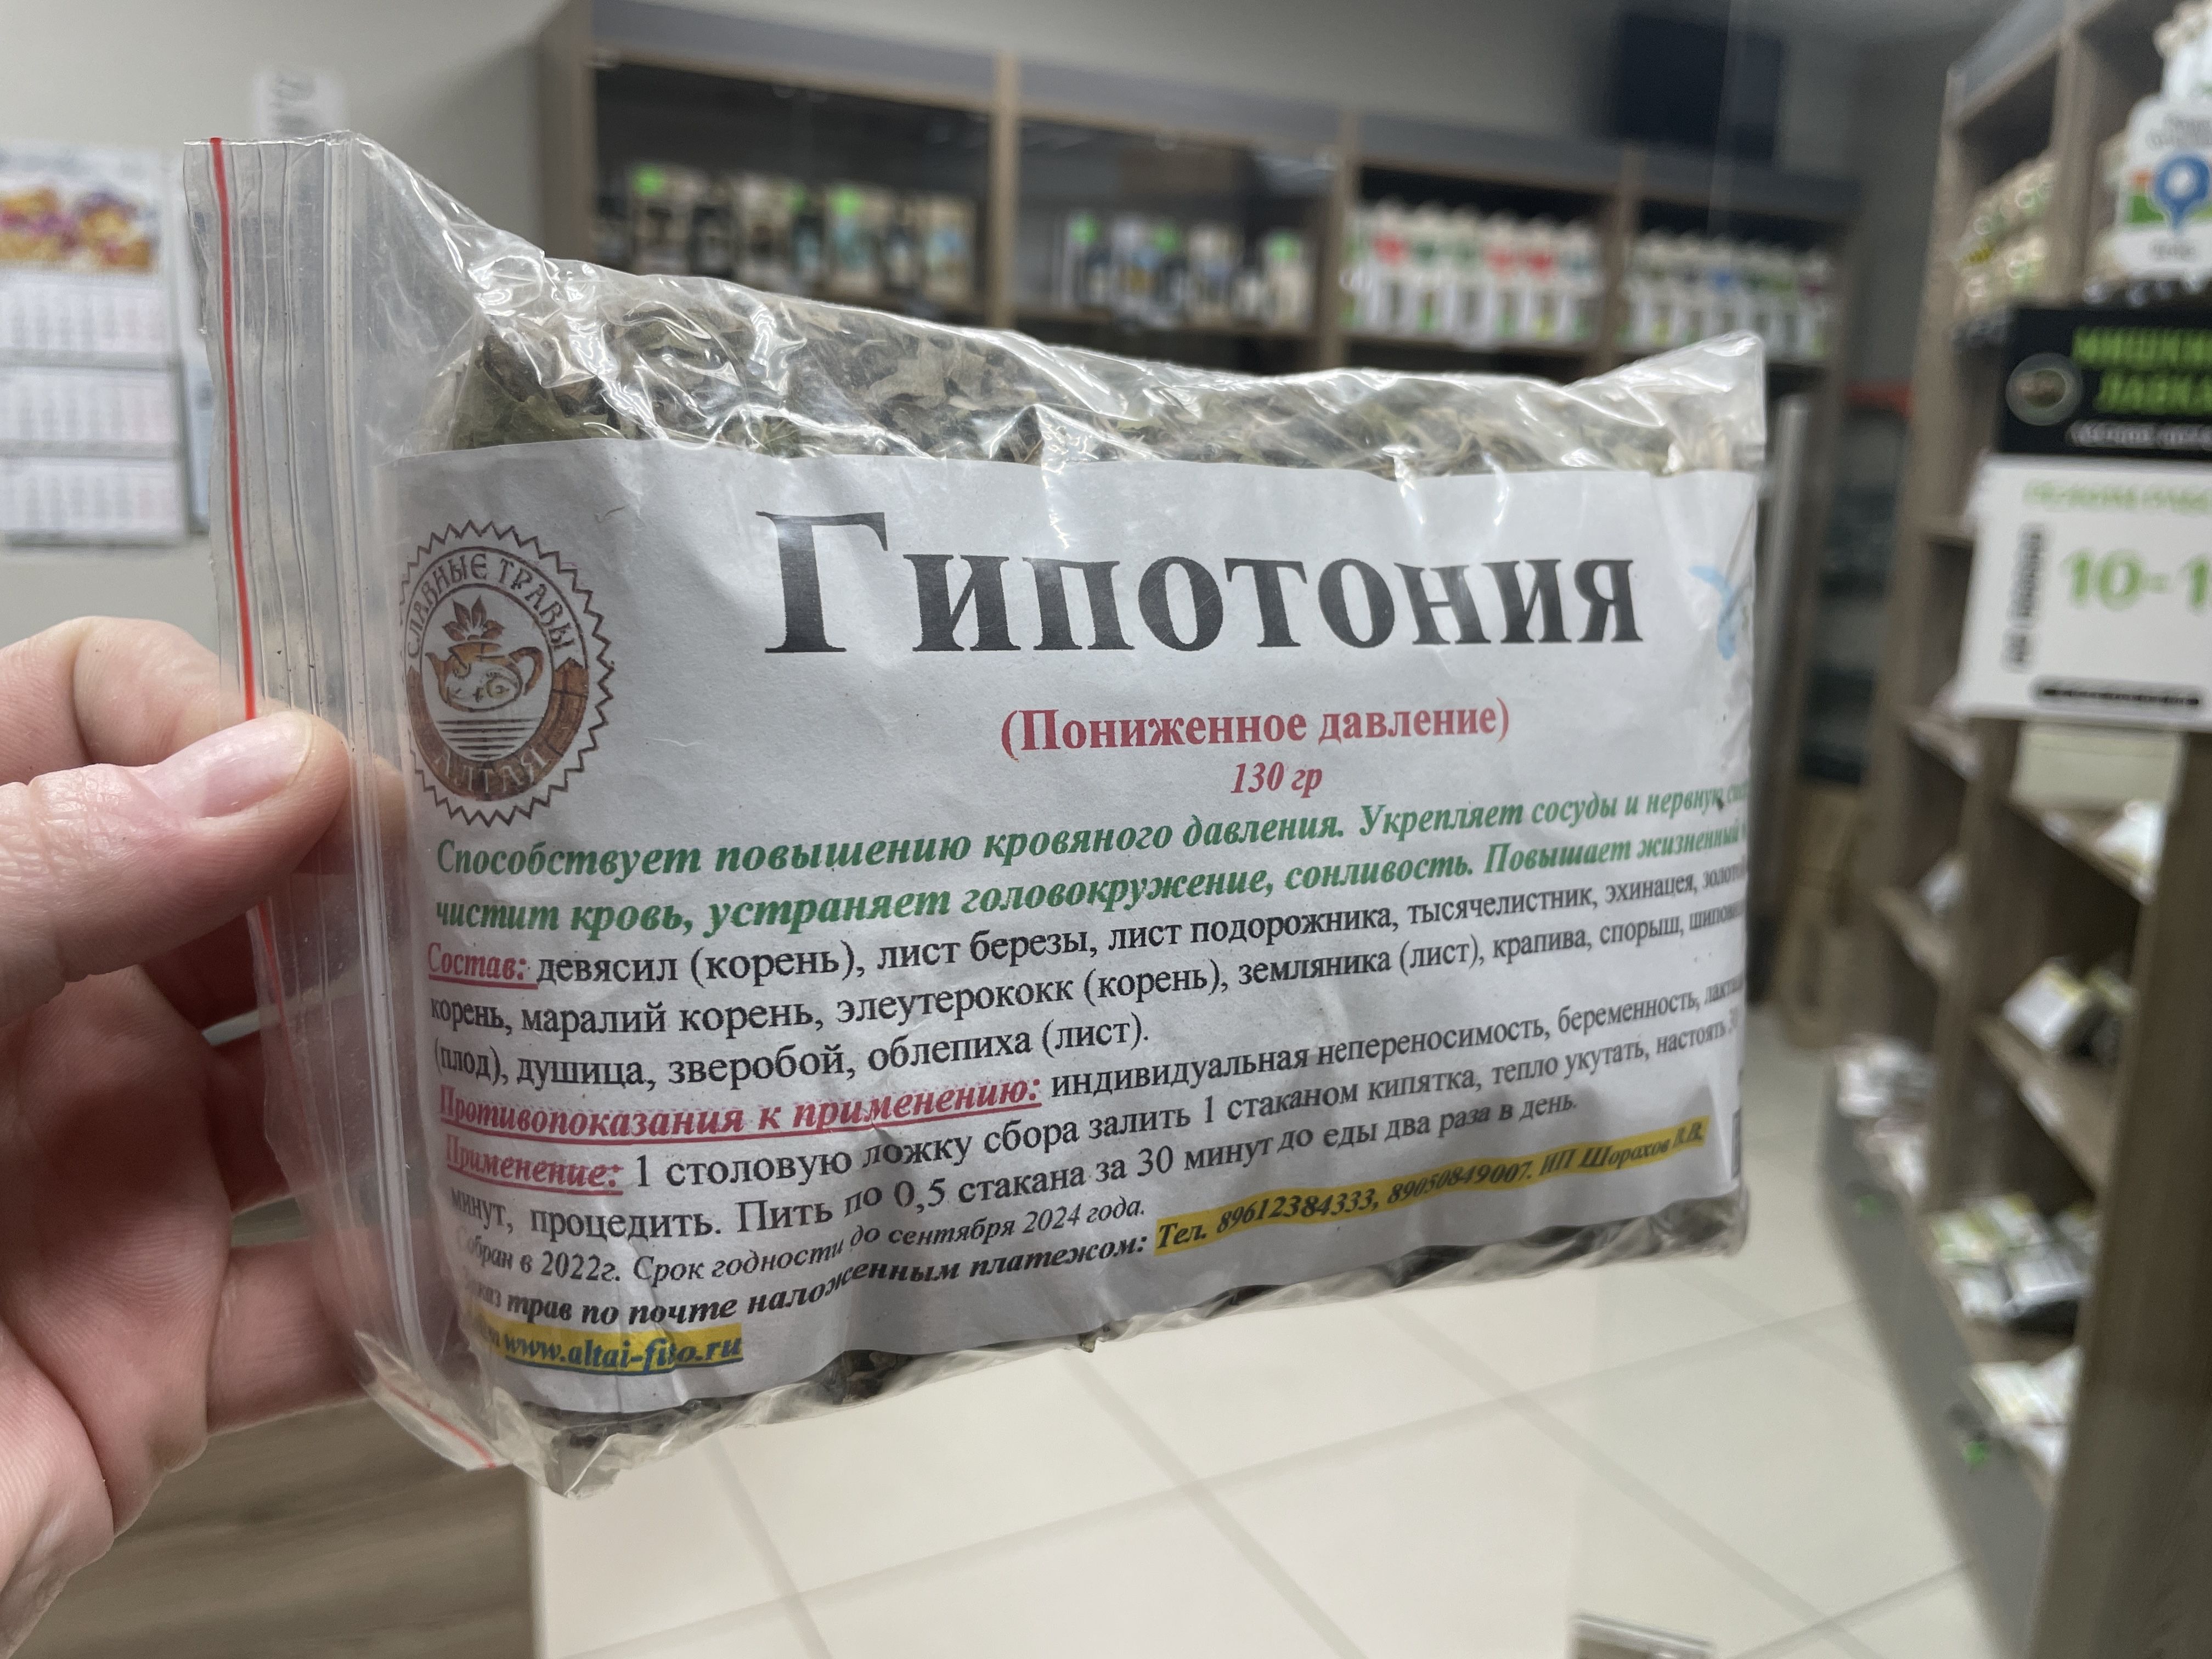 СЛАВНЫЕ ТРАВЫ
АЛТАЯ
Гипотония
(Пониженное давление)
130 гр
Способствует повышению кровяного давления. Укрепляет сосуды и нервную
чистит кровь, устраняет головокружение, сонливость. Повышает жизненный
Состав: девясил (корень), лист березы, лист подорожника, тысячелистник, эхинацея,
корень, маралий корень, элеутерококк (корень), земляника (лист), крапива, спорыш,
(плод), душица, зверобой, облепиха (лист).
Противопоказания к применению: индивидуальная непереносимость, беременность,
Применение: 1 столовую ложку сбора залить 1 стаканом кипятка, тепло укутать, настоять 30
минут, процедить. Пить по 0,5 стакана за 30 минут до еды два раза в день.
Собран в 2022г. Срок годности до сентября 2024 года.
трав по почте наложенным платежом: Тел. 89612384333, 89050849007. ИП Шорахов В.В.
www.altai-fito.ru
МИШКИНА
ЛАВКА
10-1